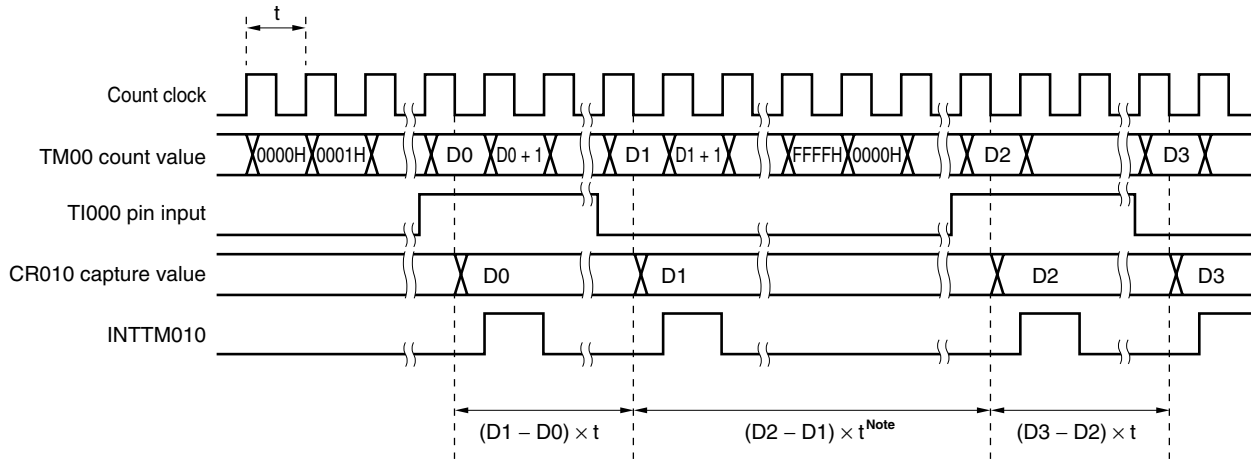 t
Count clock
TM00 count value
0000H 0001H D0 D0 + 1 D1 D1 + 1 FFFFH 0000H D2 D3
TI000 pin input
CR010 capture value
D0 D1 D2 D3
INTTM010
(D1 − D0) × t (D2 − D1) × t Note (D3 − D2) × t